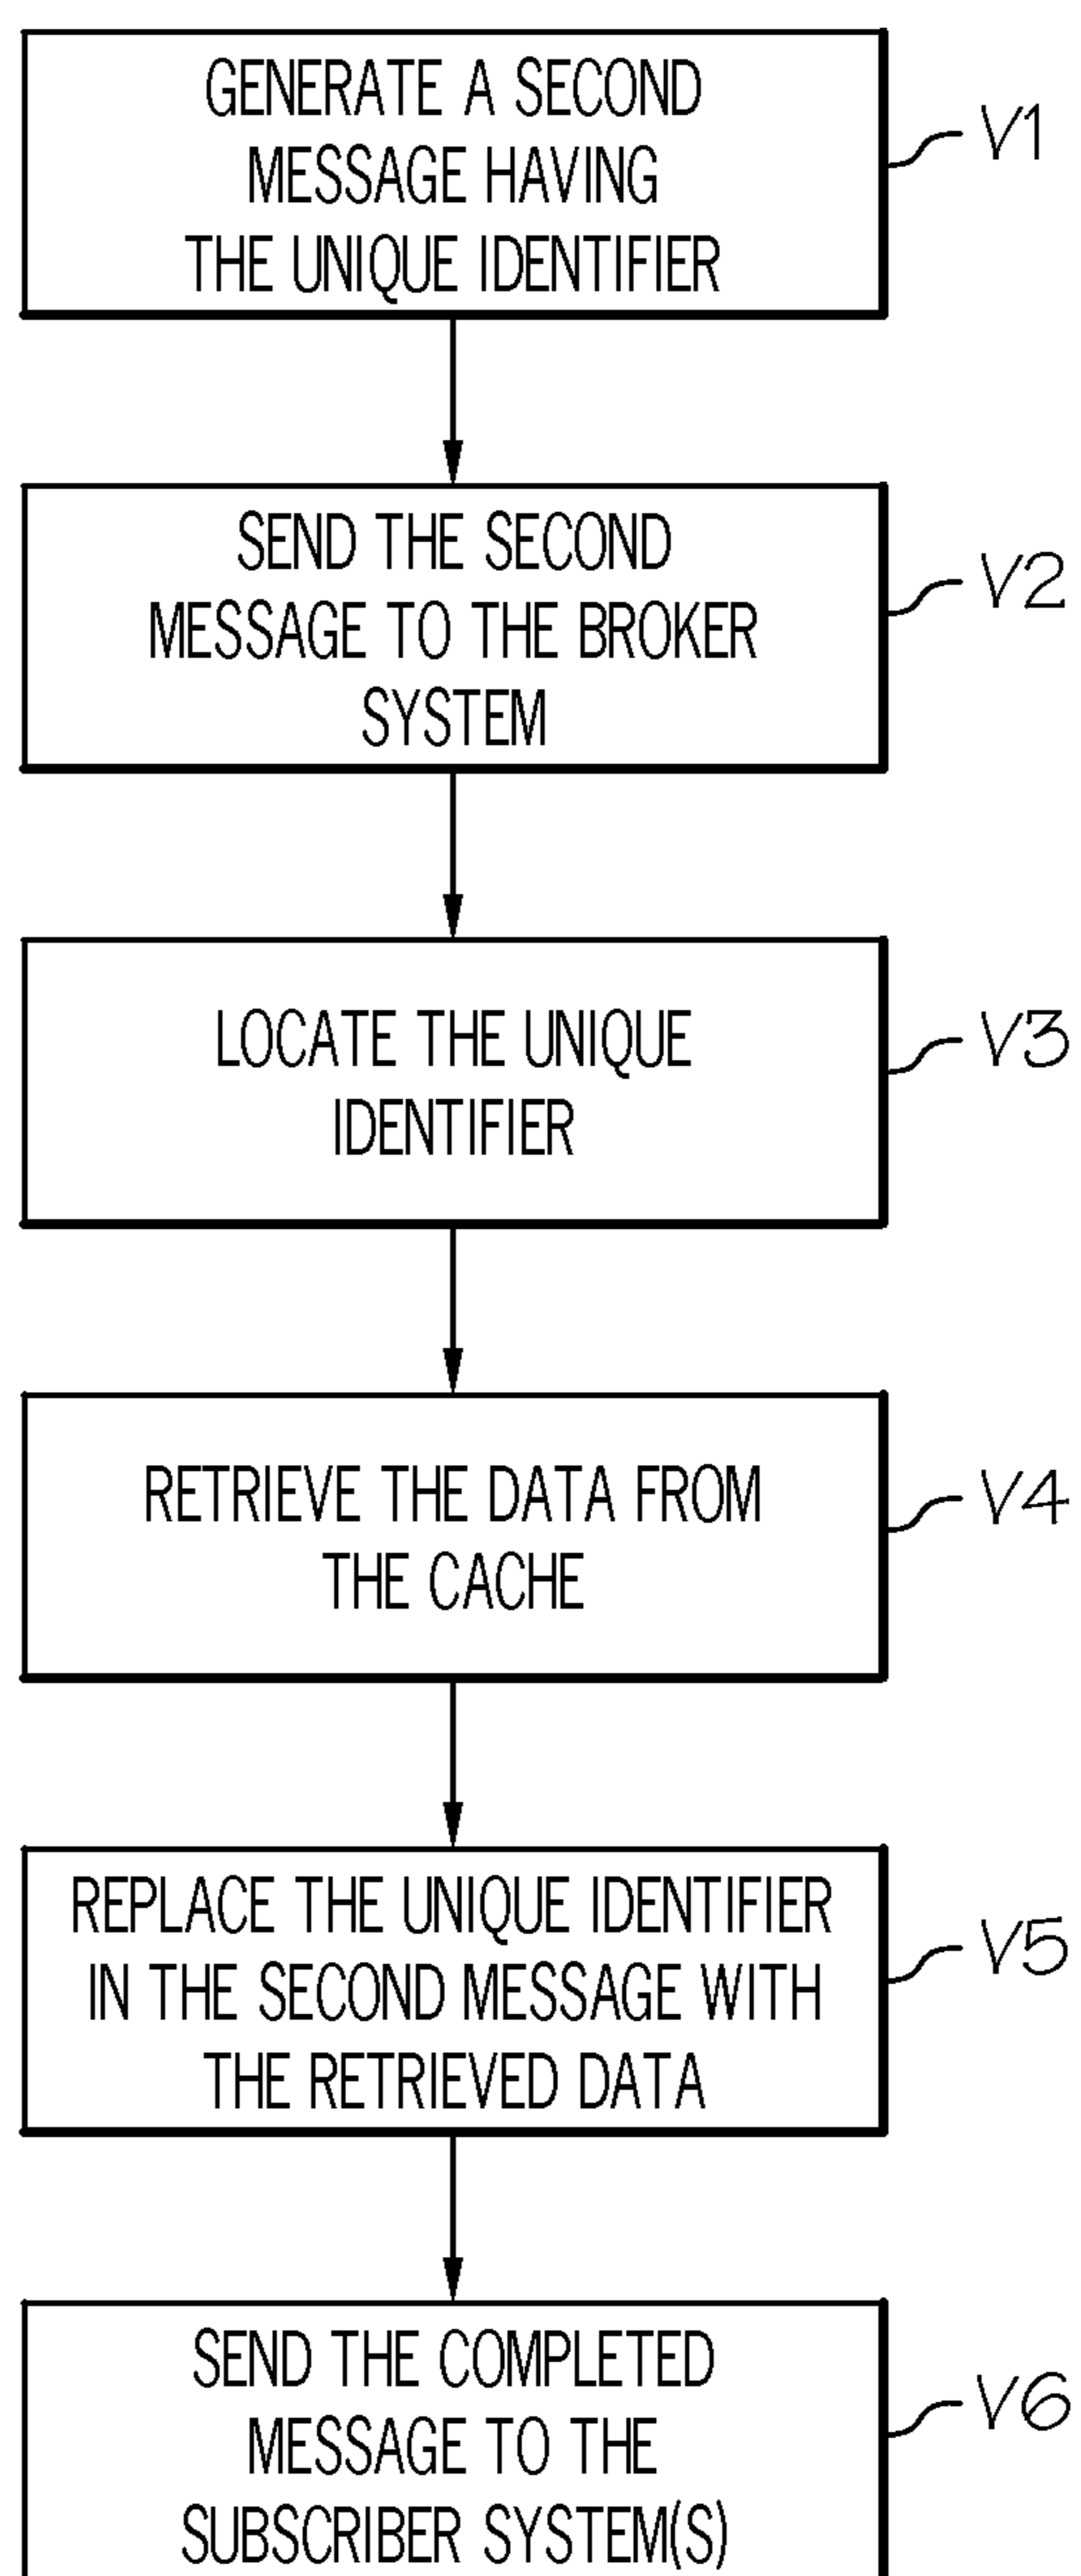 GENERATE A SECOND
MESSAGE HAVING
THE UNIQUE IDENTIFIER
V1
SEND THE SECOND
MESSAGE TO THE BROKER
SYSTEM
V2
LOCATE THE UNIQUE
IDENTIFIER
V3
RETRIEVE THE DATA FROM
THE CACHE
V4
REPLACE THE UNIQUE IDENTIFIER
IN THE SECOND MESSAGE WITH
THE RETRIEVED DATA
V5
SEND THE COMPLETED
MESSAGE TO THE
SUBSCRIBER SYSTEM(S)
V6